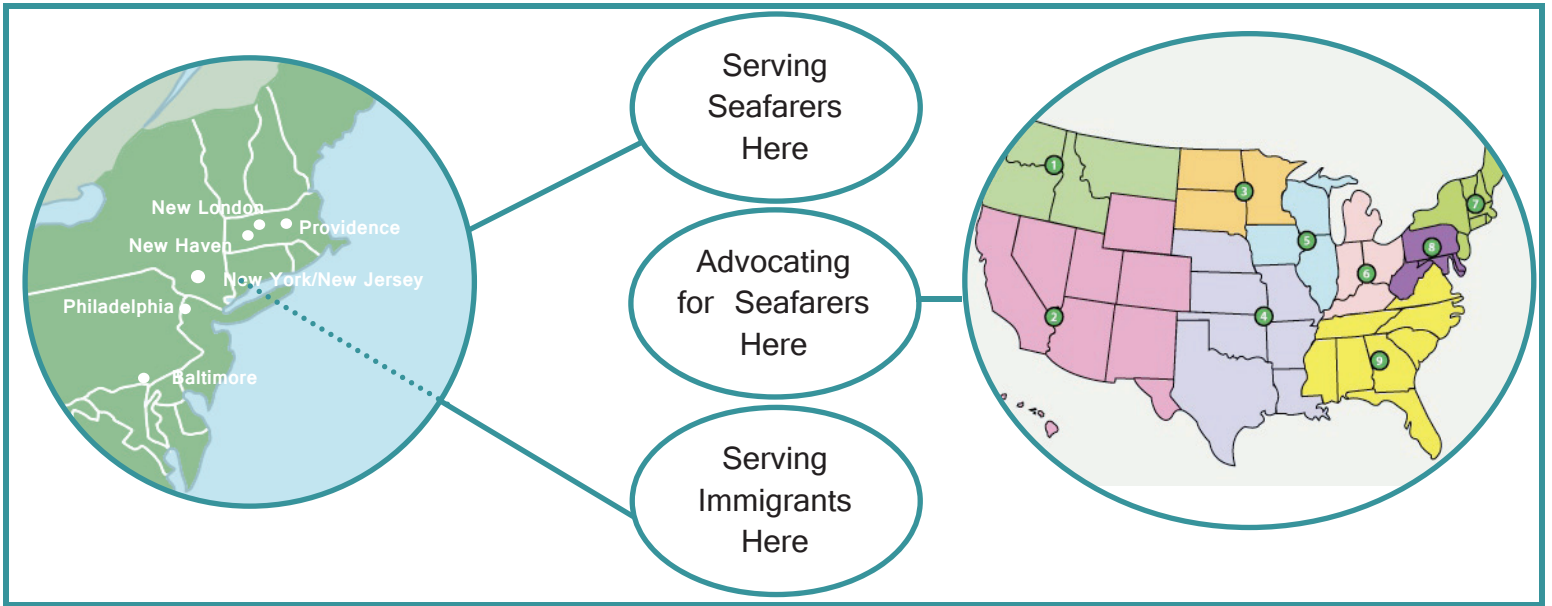 New London
Providence
New Haven
New York/New Jersey
Philadelphia
Baltimore
Serving
Seafarers
Here
Advocating
for Seafarers
Here
Serving
Immigrants
Here
1
2
3
4
5
6
7
8
9